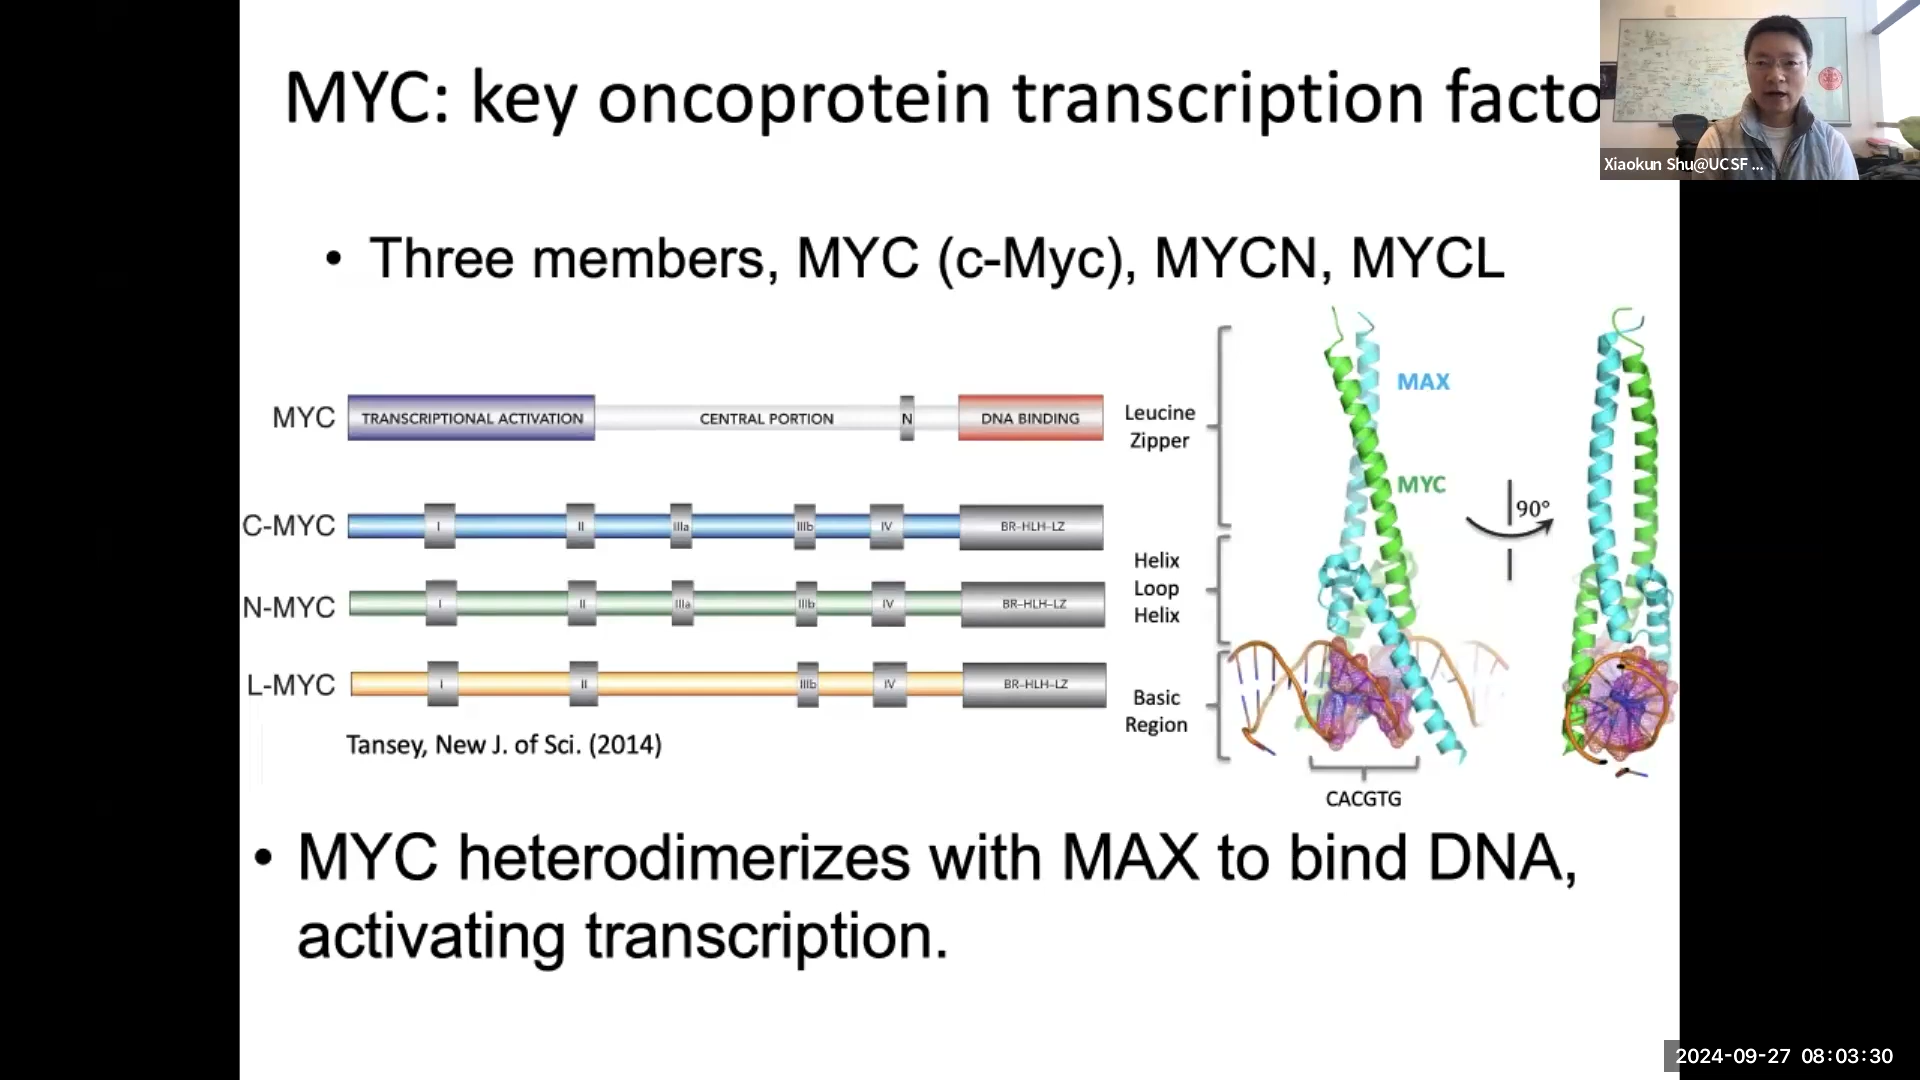 MYC: key oncoprotein transcription facto
Xiaokun Shu@UCSF ...
• Three members, MYC (c-Myc), MYCN, MYCL
MYC TRANSCRIPTIONAL ACTIVATION CENTRAL PORTION N DNA BINDING
C-MYC I II IIIa IIIb IV BR–HLH–LZ
N-MYC I II IIIa IIIb IV BR–HLH–LZ
L-MYC I II IIIb IV BR–HLH–LZ
Tansey, New J. of Sci. (2014)
Leucine
Zipper
Helix
Loop
Helix
Basic
Region
MAX
MYC
90°
CACGTG
• MYC heterodimerizes with MAX to bind DNA,
activating transcription.
2024-09-27 08:03:30